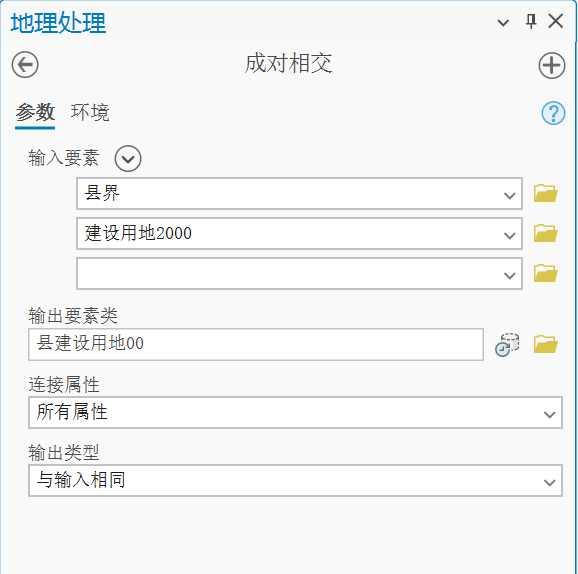 地理处理
成对相交
参数 环境
输入要素
县界
建设用地2000
输出要素类
县建设用地00
连接属性
所有属性
输出类型
与输入相同